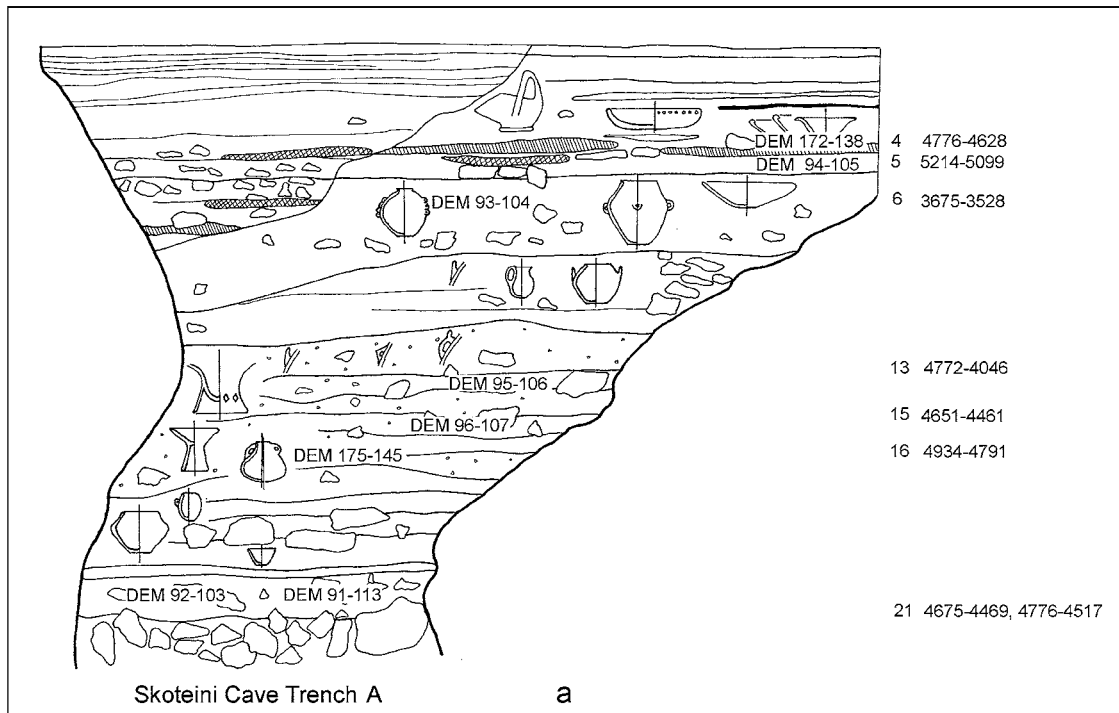 DEM 172-138 4 4776-4628
DEM 94-105 5 5214-5099
DEM 93-104 6 3675-3528
13 4772-4046
DEM 95-106
15 4651-4461
DEM 96-107
DEM 175-145 16 4934-4791
DEM 92-103 DEM 91-113
21 4675-4469, 4776-4517
Skoteini Cave Trench A a